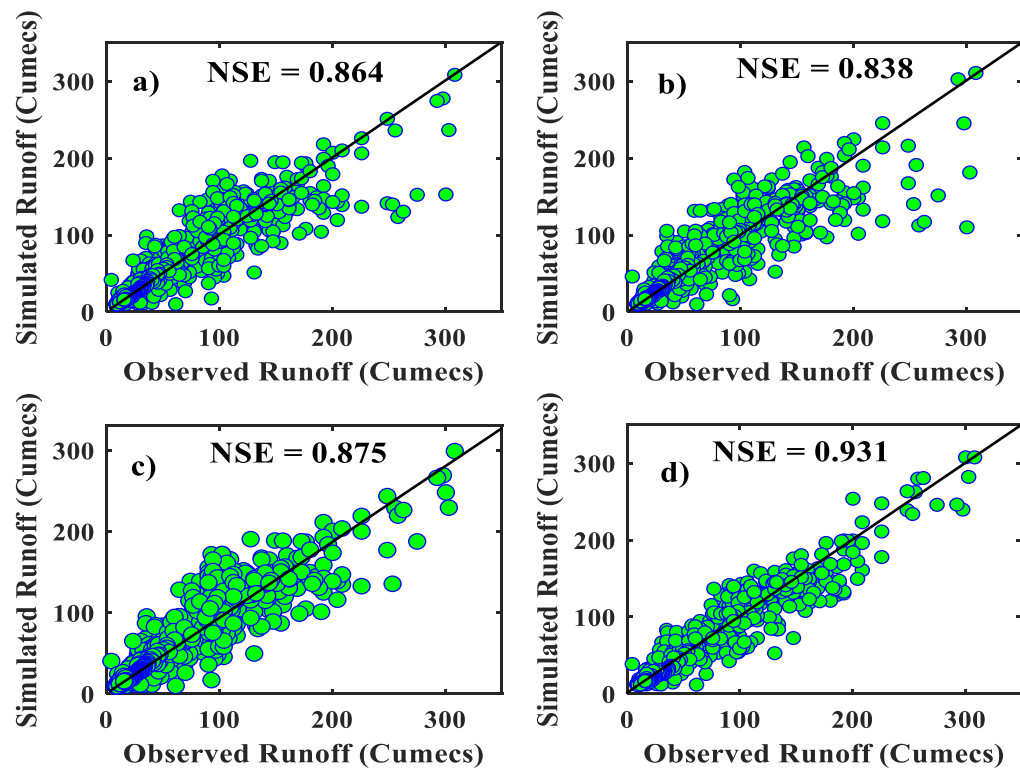 a)
NSE = 0.864
Simulated Runoff (Cumecs)
300
200
100
0
0 100 200 300
Observed Runoff (Cumecs)
b)
NSE = 0.838
Simulated Runoff (Cumecs)
300
200
100
0
0 100 200 300
Observed Runoff (Cumecs)
c)
NSE = 0.875
Simulated Runoff (Cumecs)
300
200
100
0
0 100 200 300
Observed Runoff (Cumecs)
d)
NSE = 0.931
Simulated Runoff (Cumecs)
300
200
100
0
0 100 200 300
Observed Runoff (Cumecs)